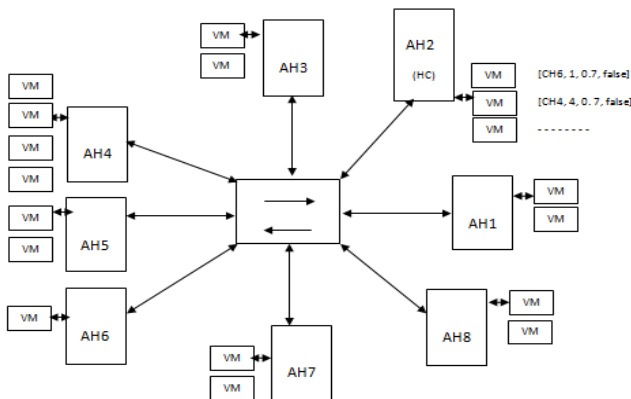 VM
VM
AH3
AH2
(HC)
VM
[CH6, 1, 0.7, false]
VM
[CH4, 4, 0.7, false]
VM
--------
VM
VM
VM
VM
AH4
VM
VM
AH5
VM
AH6
VM
VM
AH1
VM
VM
AH8
VM
VM
AH7